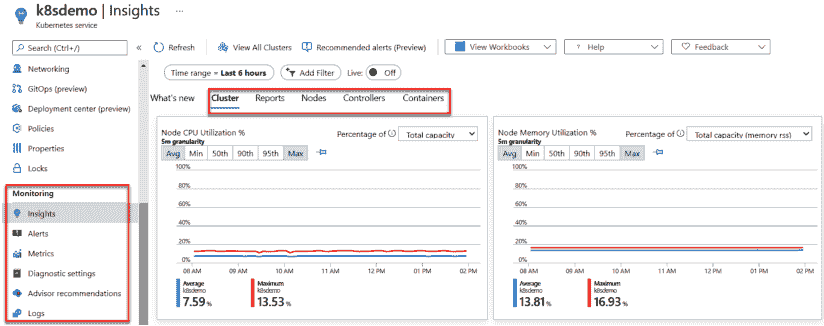 k8sdemo | Insights ...
Kubernetes service
Search (Ctrl+/)
«
Refresh
View All Clusters
Recommended alerts (Preview)
View Workbooks
? Help
Feedback
Networking
GitOps (preview)
Deployment center (preview)
Policies
Properties
Locks
Monitoring
Insights
Alerts
Metrics
Diagnostic settings
Advisor recommendations
Logs
Time range = Last 6 hours
Add Filter
Live: Off
What's new Cluster Reports Nodes Controllers Containers
Node CPU Utilization %
5m granularity
Percentage of Total capacity
Avg Min 50th 90th 95th Max
100%
80%
60%
40%
20%
0%
08 AM 09 AM 10 AM 11 AM 12 PM 01 PM 02 PM
Average
k8sdemo
7.59 %
Maximum
k8sdemo
13.53 %
Node Memory Utilization %
5m granularity
Percentage of Total capacity (memory rss)
Avg Min 50th 90th 95th Max
100%
80%
60%
40%
20%
0%
08 AM 09 AM 10 AM 11 AM 12 PM 01 PM 02 PM
Average
k8sdemo
13.81 %
Maximum
k8sdemo
16.93 %